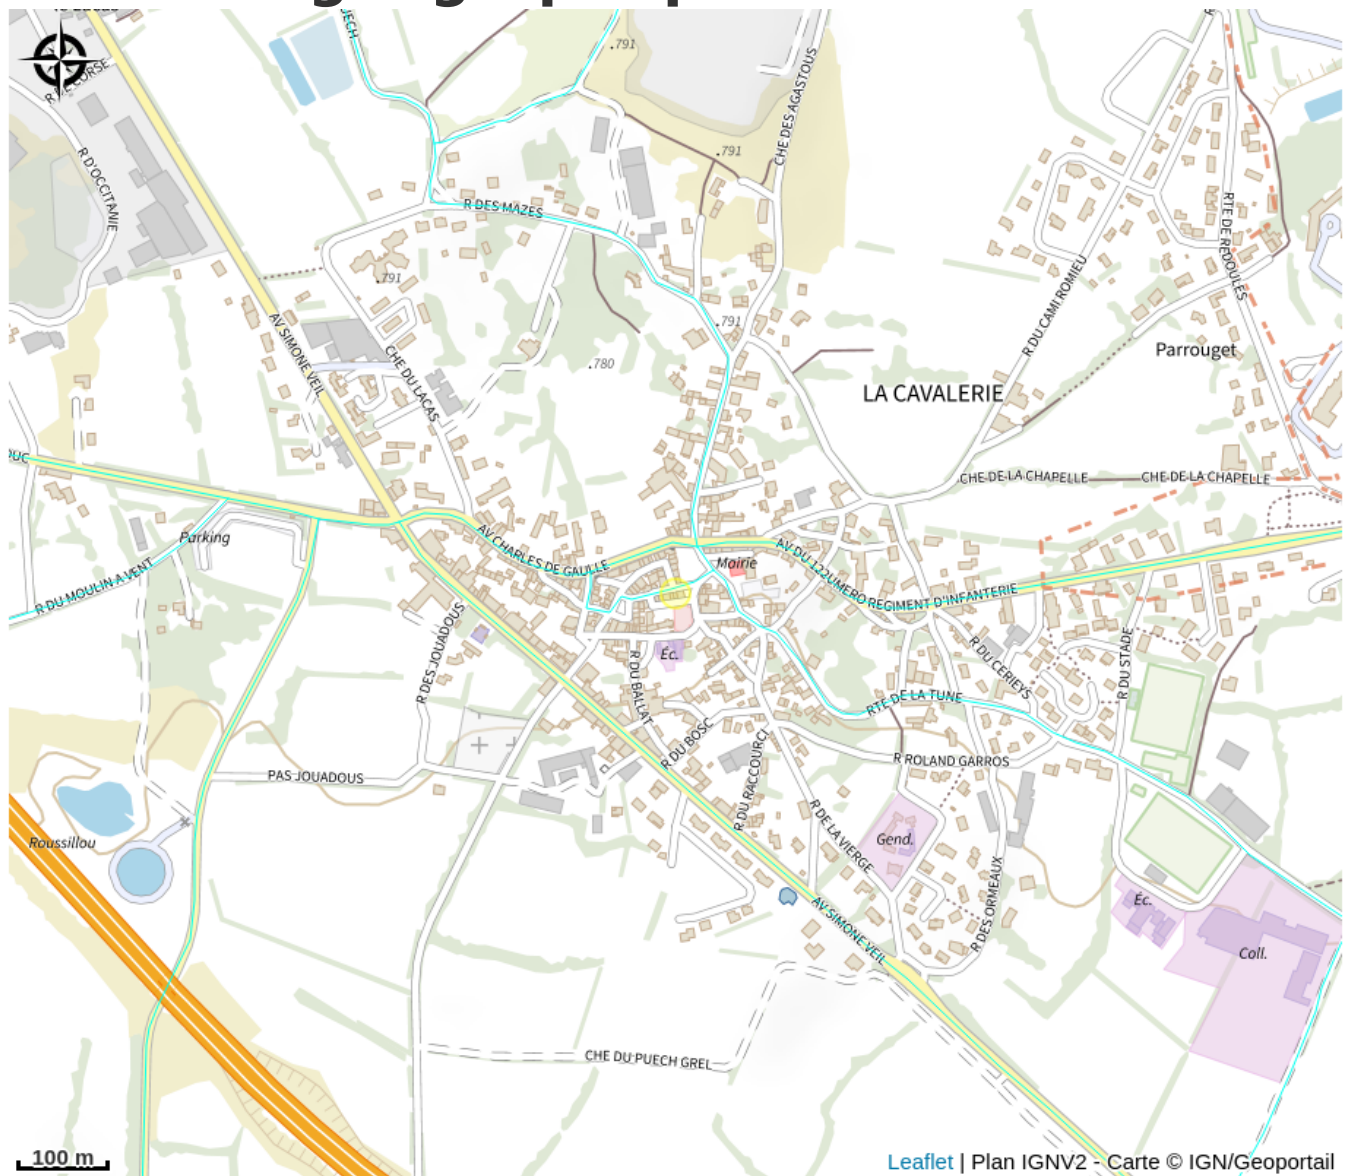 R D'OCCITANIE
.791
CHE DES AGASTOUS
.791
R DES MAZES
RTE DE REDOULES
.791
R DU CAMI ROMIEU
.791
AV SIMONE VEIL
CHE DU LACAS
.780
Parrouget
LA CAVALERIE
CHE DE LA CHAPELLE
CHE DE LA CHAPELLE
Parking
AV CHARLES DE GAULLE
AV DU 122UMERO REGIMENT D'INFANTERIE
Mairie
R DU MOULIN A VENT
R DES JOUADOUS
Éc.
R DU BALLAT
R DU CERIEYS
R DU STADE
RTE DE LA TUNE
R DU BOSC
R ROLAND GARROS
PAS JOUADOUS
R DU RACCOURCI
R DE LA VIERGE
Gend.
Roussillou
R DES ORMEAUX
Éc.
AV SIMONE VEIL
Coll.
CHE DU PUECH GREL
100 m
Leaflet | Plan IGNV2 - Carte © IGN/Geoportail